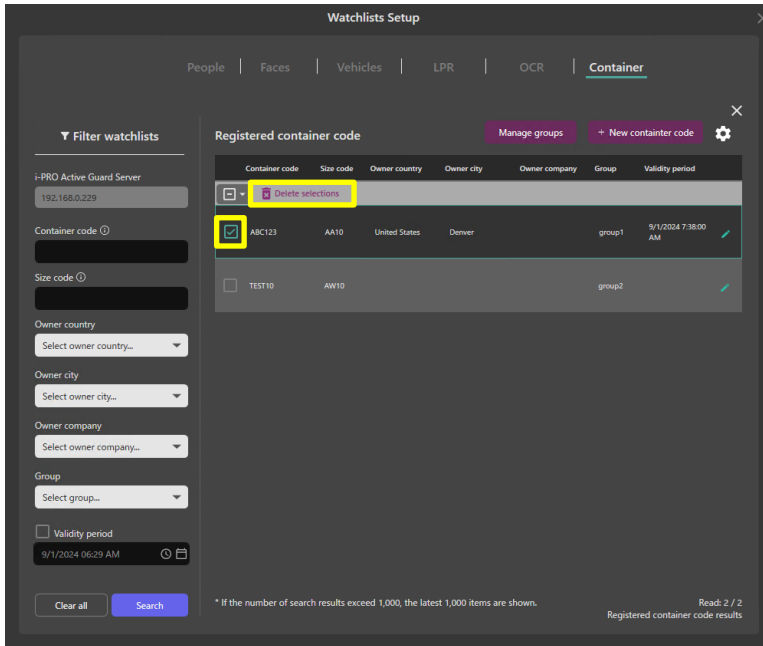 Watchlists Setup
People
Faces
Vehicles
LPR
OCR
Container
Filter watchlists
Registered container code
Manage groups
+ New containter code
i-PRO Active Guard Server
192.168.0.229
Container code
Size code
Owner country
Select owner country...
Owner city
Select owner city...
Owner company
Select owner company...
Group
Select group...
Validity period
9/1/2024 06:29 AM
Clear all
Search
Container code Size code Owner country Owner city Owner company Group Validity period
Delete selections
ABC123 AA10 United States Denver group1 9/1/2024 7:38:00
AM
TEST10 AW10 group2
* If the number of search results exceed 1,000, the latest 1,000 items are shown.
Read: 2 / 2
Registered container code results